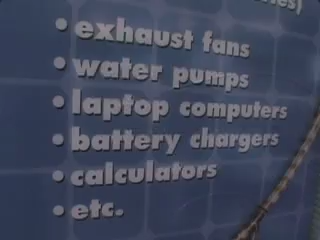 • exhaust fans
• water pumps
• laptop computers
• battery chargers
• calculators
• etc.